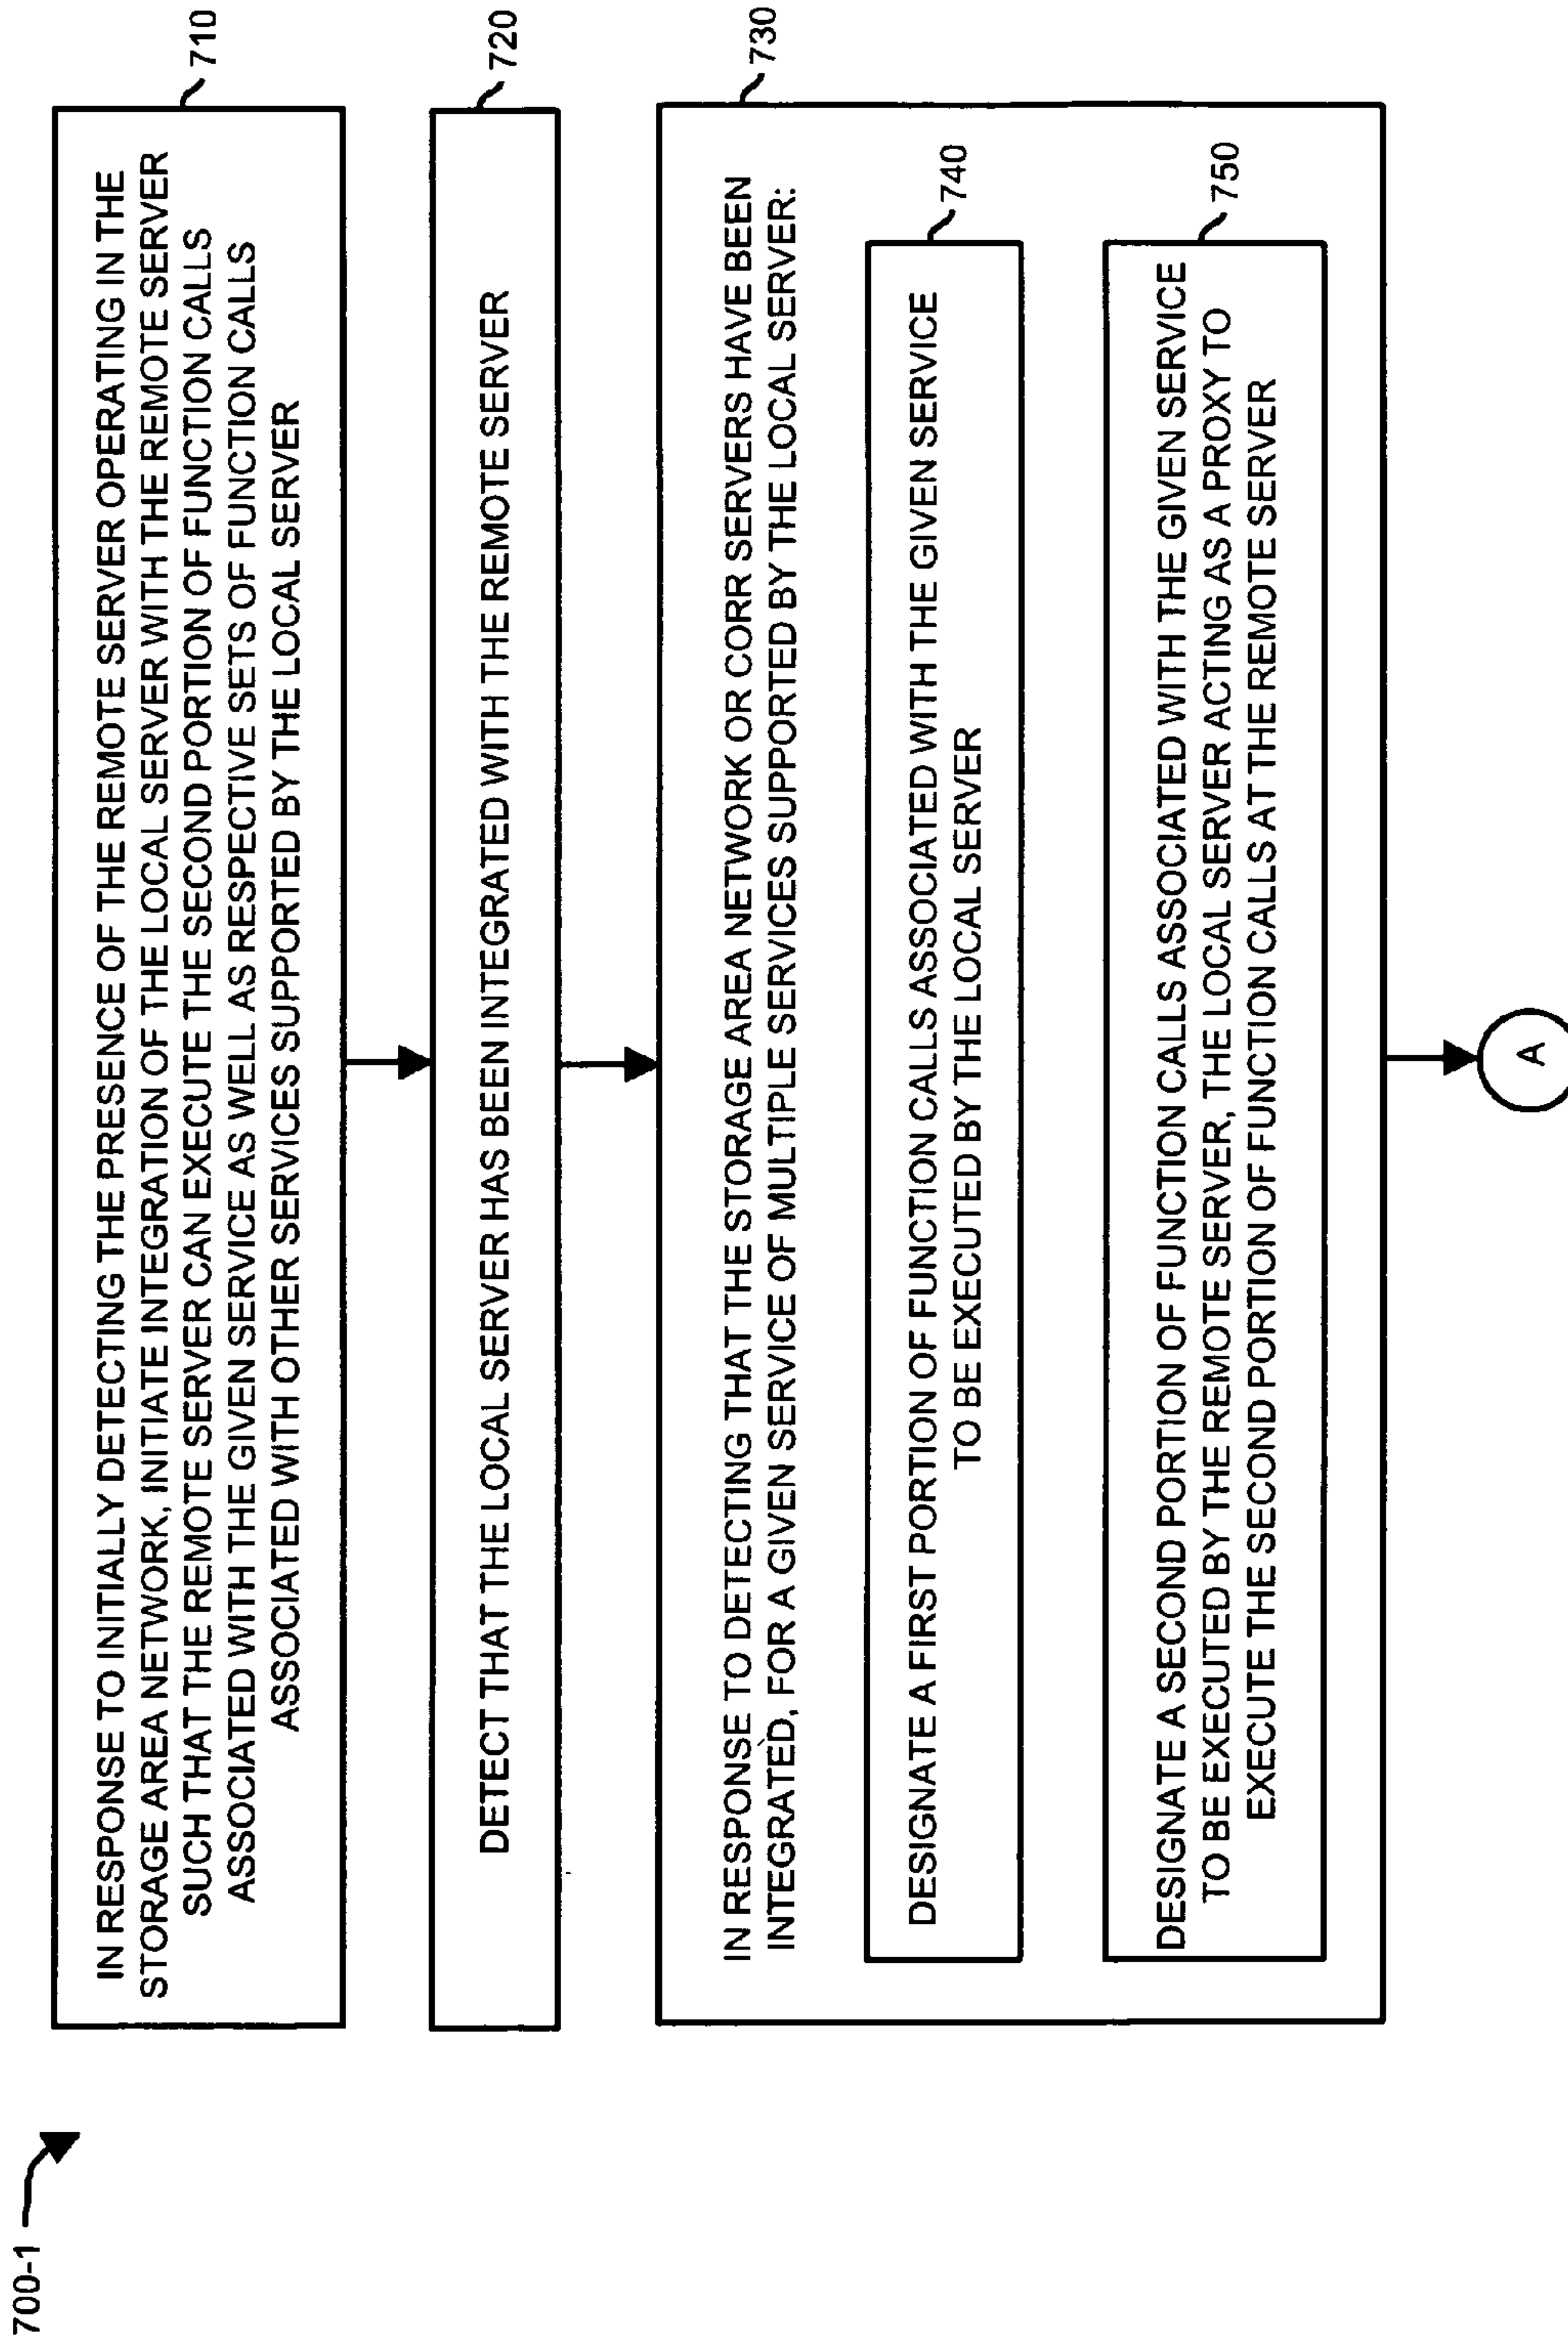 700-1
IN RESPONSE TO INITIALLY DETECTING THE PRESENCE OF THE REMOTE SERVER OPERATING IN THE
STORAGE AREA NETWORK, INITIATE INTEGRATION OF THE LOCAL SERVER WITH THE REMOTE SERVER
SUCH THAT THE REMOTE SERVER CAN EXECUTE THE SECOND PORTION OF FUNCTION CALLS
ASSOCIATED WITH THE GIVEN SERVICE AS WELL AS RESPECTIVE SETS OF FUNCTION CALLS
ASSOCIATED WITH OTHER SERVICES SUPPORTED BY THE LOCAL SERVER
710
DETECT THAT THE LOCAL SERVER HAS BEEN INTEGRATED WITH THE REMOTE SERVER
720
IN RESPONSE TO DETECTING THAT THE STORAGE AREA NETWORK OR CORR SERVERS HAVE BEEN
INTEGRATED, FOR A GIVEN SERVICE OF MULTIPLE SERVICES SUPPORTED BY THE LOCAL SERVER:
730
DESIGNATE A FIRST PORTION OF FUNCTION CALLS ASSOCIATED WITH THE GIVEN SERVICE
TO BE EXECUTED BY THE LOCAL SERVER
740
DESIGNATE A SECOND PORTION OF FUNCTION CALLS ASSOCIATED WITH THE GIVEN SERVICE
TO BE EXECUTED BY THE REMOTE SERVER, THE LOCAL SERVER ACTING AS A PROXY TO
EXECUTE THE SECOND PORTION OF FUNCTION CALLS AT THE REMOTE SERVER
750
A